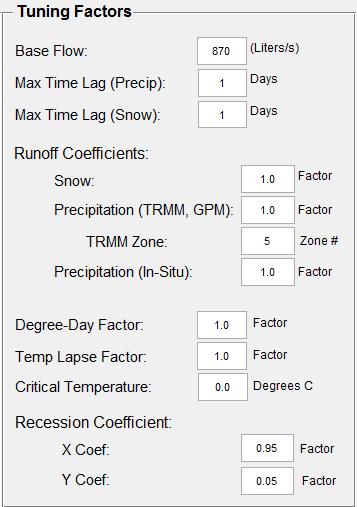 Tuning Factors
Base Flow: 870 (Liters/s)
Max Time Lag (Precip): 1 Days
Max Time Lag (Snow): 1 Days
Runoff Coefficients:
Snow: 1.0 Factor
Precipitation (TRMM, GPM): 1.0 Factor
TRMM Zone: 5 Zone #
Precipitation (In-Situ): 1.0 Factor
Degree-Day Factor: 1.0 Factor
Temp Lapse Factor: 1.0 Factor
Critical Temperature: 0.0 Degrees C
Recession Coefficient:
X Coef: 0.95 Factor
Y Coef: 0.05 Factor